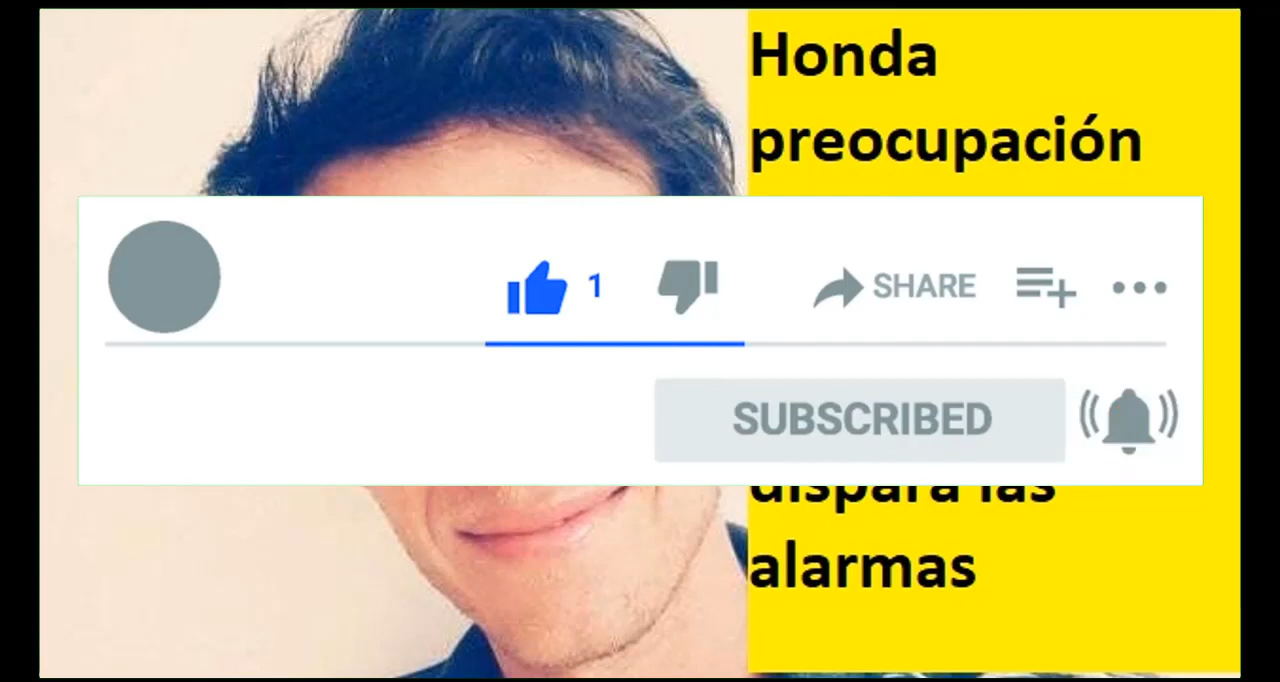 Honda
preocupación
1
SHARE
SUBSCRIBED
dispara las
alarmas